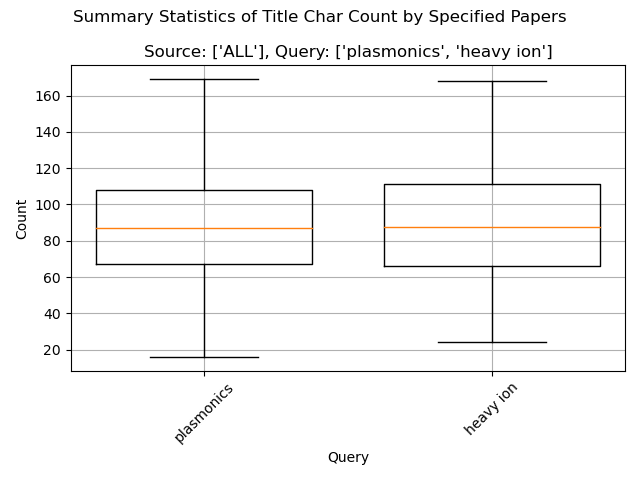 Summary Statistics of Title Char Count by Specified Papers
Source: ['ALL'], Query: ['plasmonics', 'heavy ion']
160
140
120
100
80
60
40
20
Count
plasmonics
heavy ion
Query